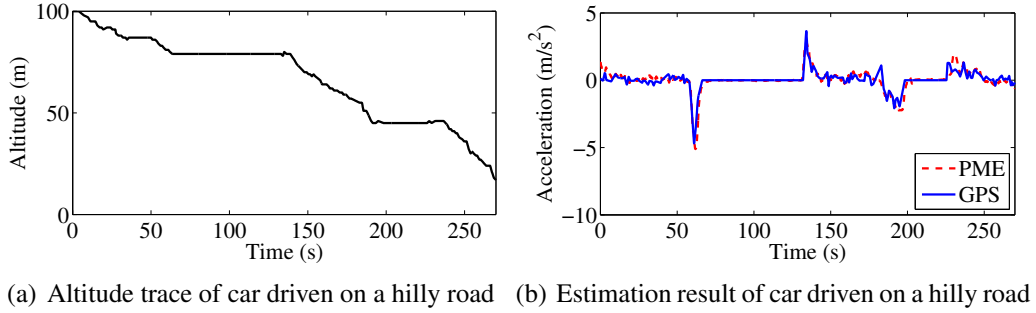 100
50
0
0 50 100 150 200 250
Altitude (m)
Time (s)
5
0
−5
−10
0 50 100 150 200 250
Acceleration (m/s²)
Time (s)
PME
GPS
(a) Altitude trace of car driven on a hilly road
(b) Estimation result of car driven on a hilly road